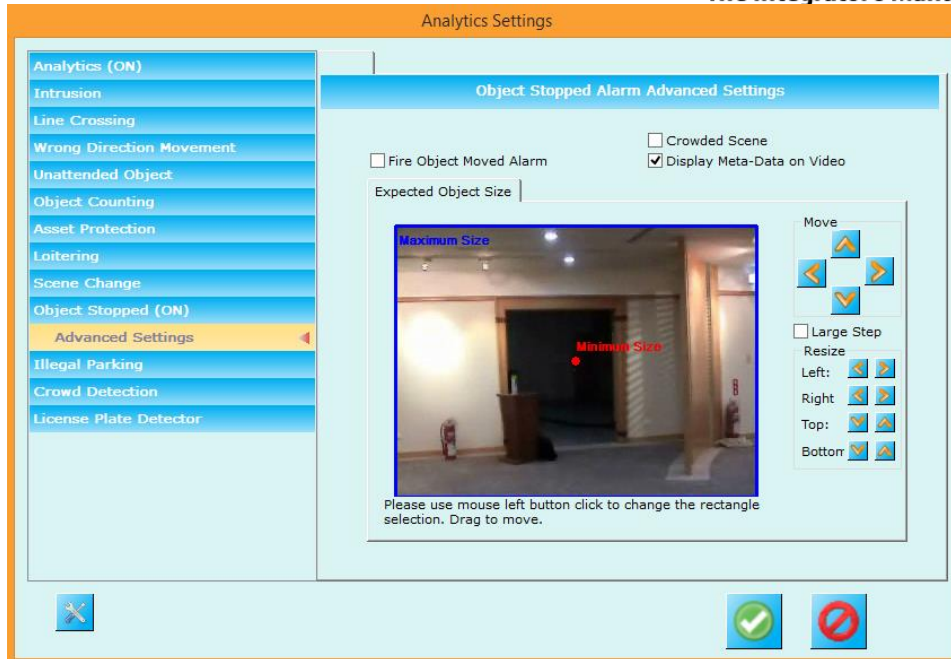 Analytics Settings
Analytics (ON)
Intrusion
Line Crossing
Wrong Direction Movement
Unattended Object
Object Counting
Asset Protection
Loitering
Scene Change
Object Stopped (ON)
Advanced Settings
Illegal Parking
Crowd Detection
License Plate Detector
Object Stopped Alarm Advanced Settings
Crowded Scene
Fire Object Moved Alarm
Display Meta-Data on Video
Expected Object Size
Maximum Size
Minimum Size
Please use mouse left button click to change the rectangle
selection. Drag to move.
Move
Large Step
Resize
Left:
Right
Top:
Bottom